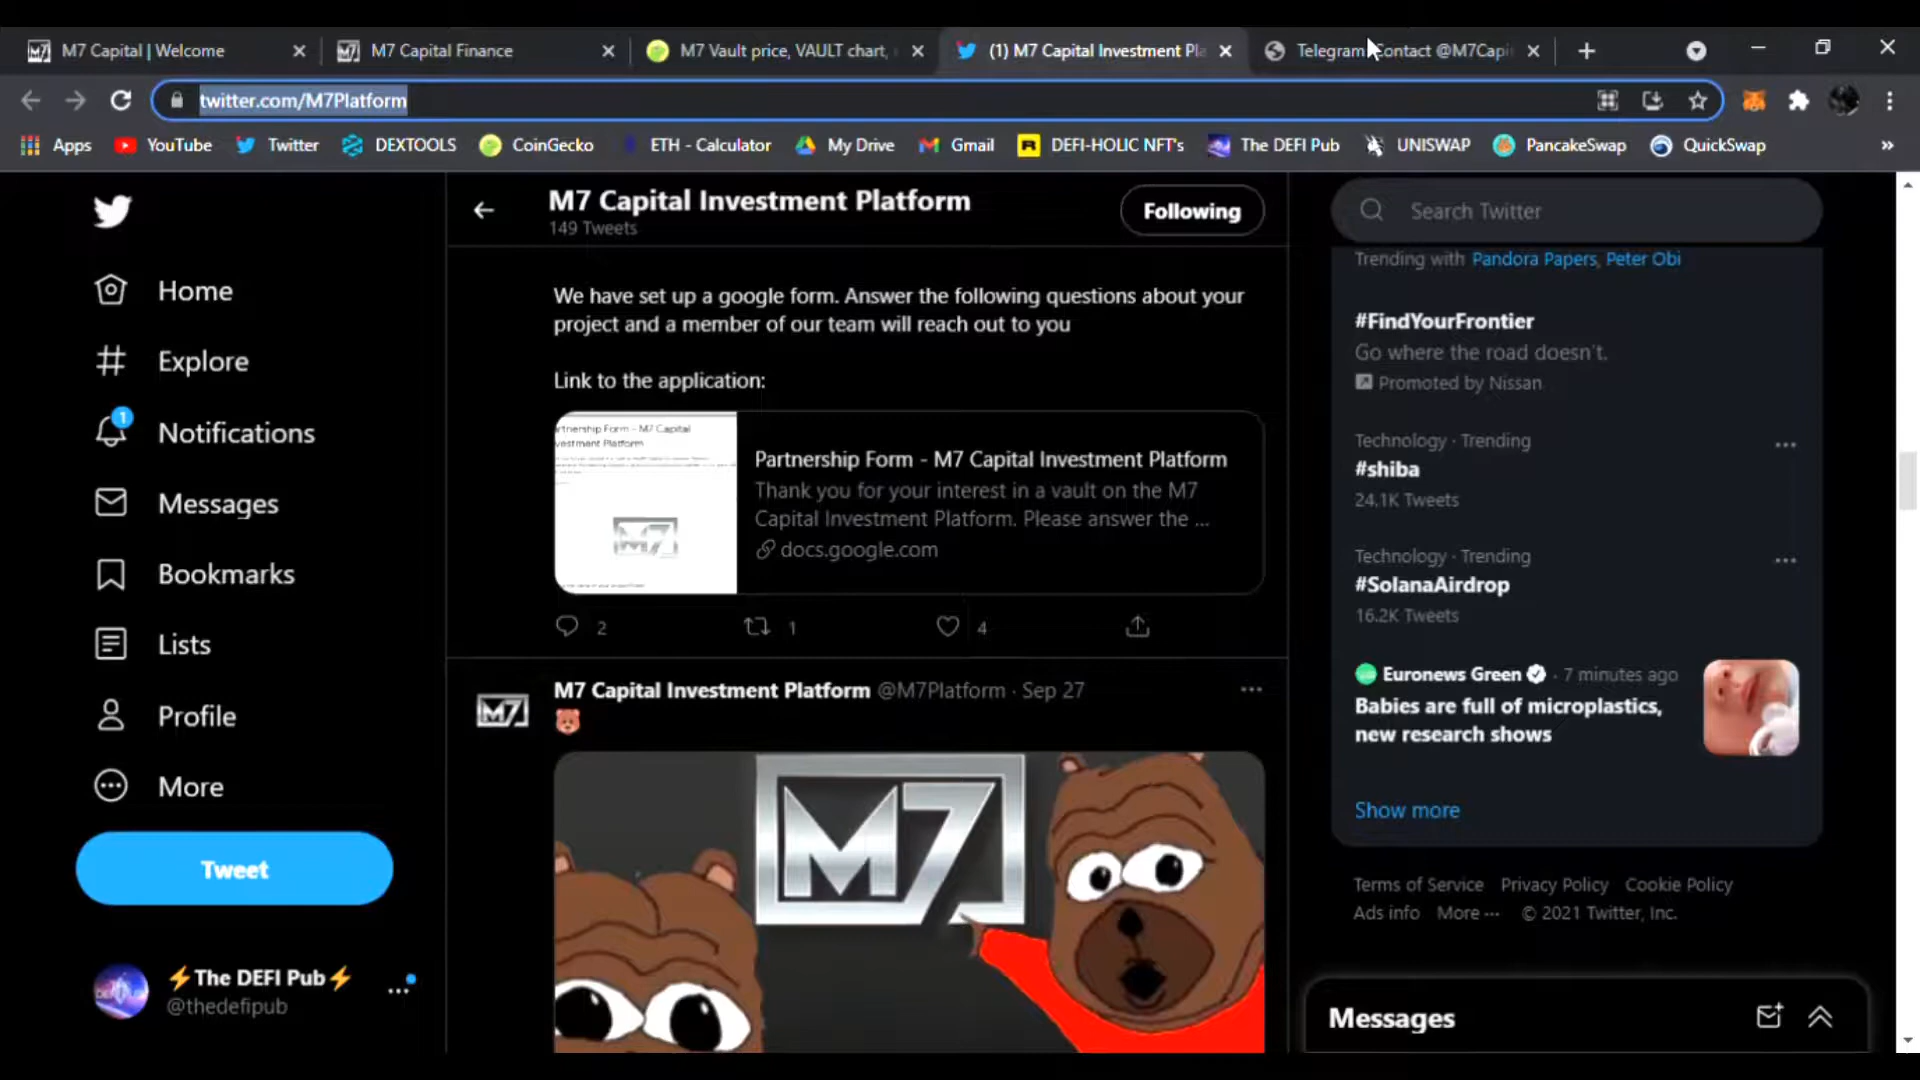 M7 Capital | Welcome
M7 Capital Finance
M7 Vault price, VAULT chart,
(1) M7 Capital Investment Pla
Telegram: Contact @M7Capi
twitter.com/M7Platform
Apps
YouTube
Twitter
DEXTOOLS
CoinGecko
ETH - Calculator
My Drive
Gmail
DEFI-HOLIC NFT's
The DEFI Pub
UNISWAP
PancakeSwap
QuickSwap
M7 Capital Investment Platform
149 Tweets
Following
Search Twitter
Home
Explore
1
Notifications
Messages
Bookmarks
Lists
Profile
More
Tweet
⚡The DEFI Pub⚡
@thedefipub
We have set up a google form. Answer the following questions about your
project and a member of our team will reach out to you
Link to the application:
Partnership Form - M7 Capital Investment Platform
Thank you for your interest in a vault on the M7
Capital Investment Platform. Please answer the ...
docs.google.com
2 1 4
M7 Capital Investment Platform @M7Platform · Sep 27
🐻
M7
Trending with Pandora Papers, Peter Obi
#FindYourFrontier
Go where the road doesn't.
Promoted by Nissan
Technology · Trending
#shiba
24.1K Tweets
Technology · Trending
#SolanaAirdrop
16.2K Tweets
Euronews Green · 7 minutes ago
Babies are full of microplastics,
new research shows
Show more
Terms of Service Privacy Policy Cookie Policy
Ads info More ··· © 2021 Twitter, Inc.
Messages